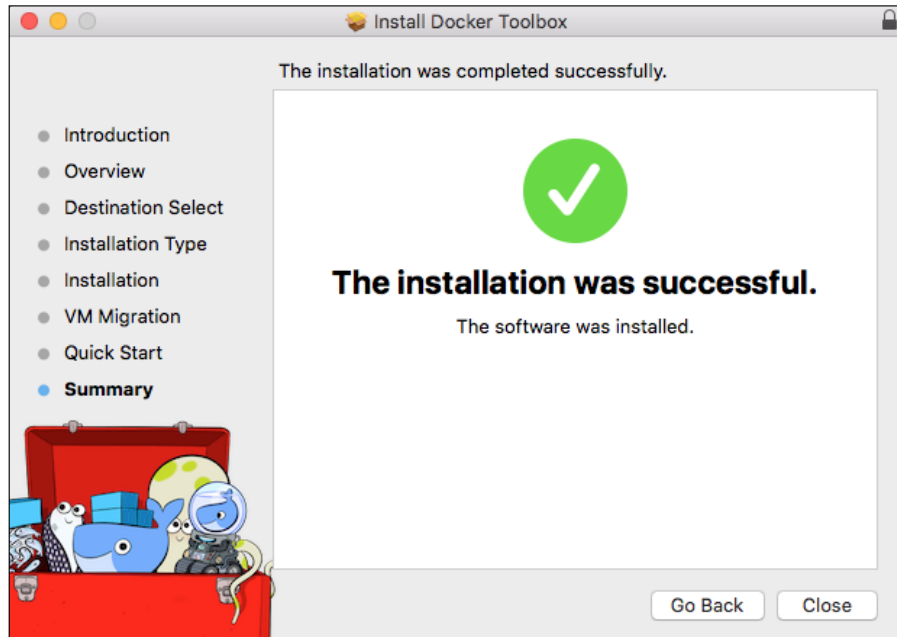 Install Docker Toolbox
The installation was completed successfully.
Introduction
Overview
Destination Select
Installation Type
Installation
VM Migration
Quick Start
Summary
The installation was successful.
The software was installed.
Go Back
Close